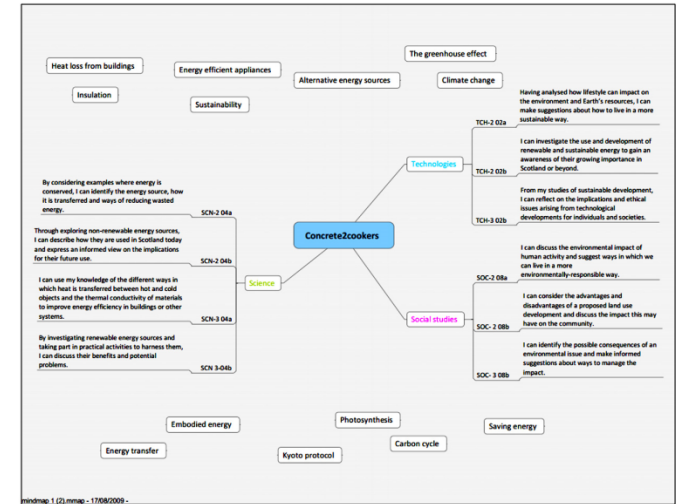 The greenhouse effect
Heat loss from buildings
Energy efficient appliances
Alternative energy sources
Climate change
Insulation
Sustainability
Having analysed how lifestyle can impact on
the environment and Earth's resources, I can
make suggestions about how to live in a more
sustainable way.
TCH-2 02a
Technologies
I can investigate the use and development of
renewable and sustainable energy to gain an
awareness of their growing importance in
Scotland or beyond.
TCH-2 02b
From my studies of sustainable development,
I can reflect on the implications and ethical
issues arising from technological
developments for individuals and societies.
TCH-3 02b
By considering examples where energy is
conserved, I can identify the energy source, how
it is transferred and ways of reducing wasted
energy.
SCN-2 04a
Through exploring non-renewable energy sources,
I can describe how they are used in Scotland today
and express an informed view on the implications
for their future use.
SCN-2 04b
Concrete2cookers
Science
I can use my knowledge of the different ways in
which heat is transferred between hot and cold
objects and the thermal conductivity of materials
to improve energy efficiency in buildings or other
systems.
SCN-3 04a
By investigating renewable energy sources and
taking part in practical activities to harness them,
I can discuss their benefits and potential
problems.
SCN 3-04b
I can discuss the environmental impact of
human activity and suggest ways in which we
can live in a more
environmentally-responsible way.
SOC-2 08a
Social studies
I can consider the advantages and
disadvantages of a proposed land use
development and discuss the impact this may
have on the community.
SOC- 2 08b
I can identify the possible consequences of an
environmental issue and make informed
suggestions about ways to manage the
impact.
SOC- 3 08b
Embodied energy
Photosynthesis
Saving energy
Energy transfer
Kyoto protocol
Carbon cycle
mindmap 1 (2).mmap - 17/08/2009 -